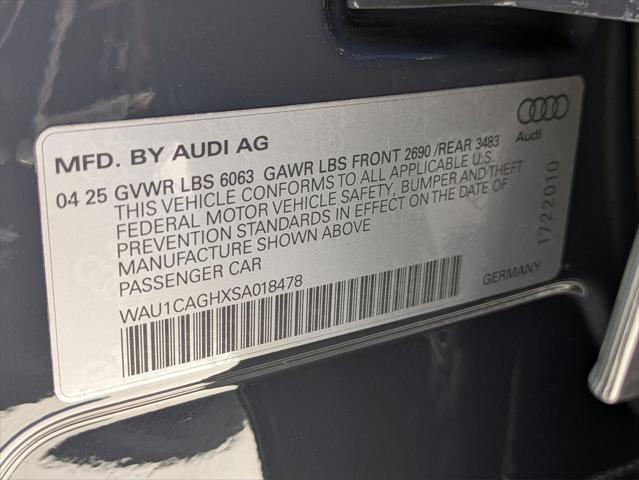 MFD. BY AUDI AG
Audi
04 25 GVWR LBS 6063 GAWR LBS FRONT 2690 /REAR 3483
THIS VEHICLE CONFORMS TO ALL APPLICABLE U.S.
FEDERAL MOTOR VEHICLE SAFETY, BUMPER AND THEFT
PREVENTION STANDARDS IN EFFECT ON THE DATE OF
MANUFACTURE SHOWN ABOVE
PASSENGER CAR
WAU1CAGHXSA018478
GERMANY
1722010